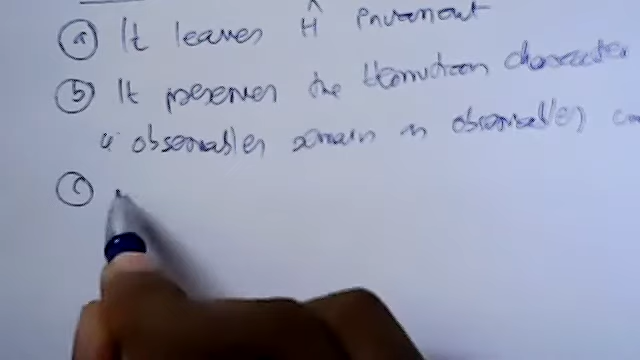 (a) It leaves Ĥ invariant
(b) It preserves the Hermitian character
observables remain as observables
(c)